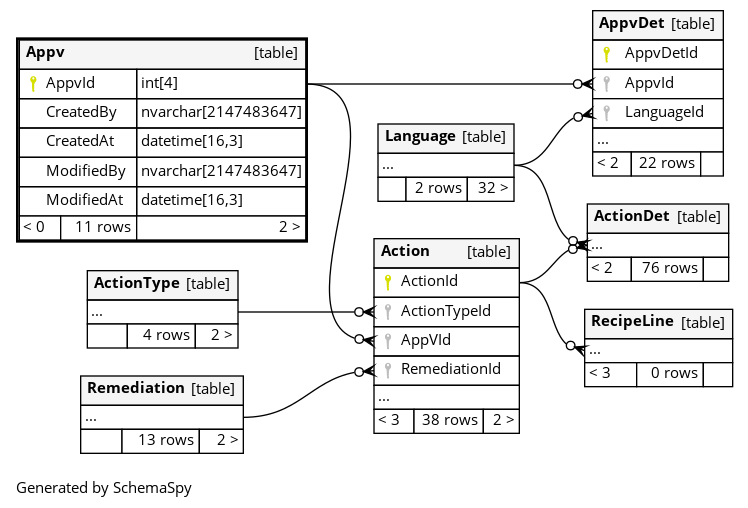 Appv [table]
AppvId int[4]
CreatedBy nvarchar[2147483647]
CreatedAt datetime[16,3]
ModifiedBy nvarchar[2147483647]
ModifiedAt datetime[16,3]
< 0 11 rows 2 >
AppvDet [table]
AppvDetId
AppvId
LanguageId
...
< 2 22 rows
Language [table]
...
2 rows 32 >
ActionDet [table]
...
< 2 76 rows
Action [table]
ActionId
ActionTypeId
AppVId
RemediationId
...
< 3 38 rows 2 >
ActionType [table]
...
4 rows 2 >
RecipeLine [table]
...
< 3 0 rows
Remediation [table]
...
13 rows 2 >
Generated by SchemaSpy